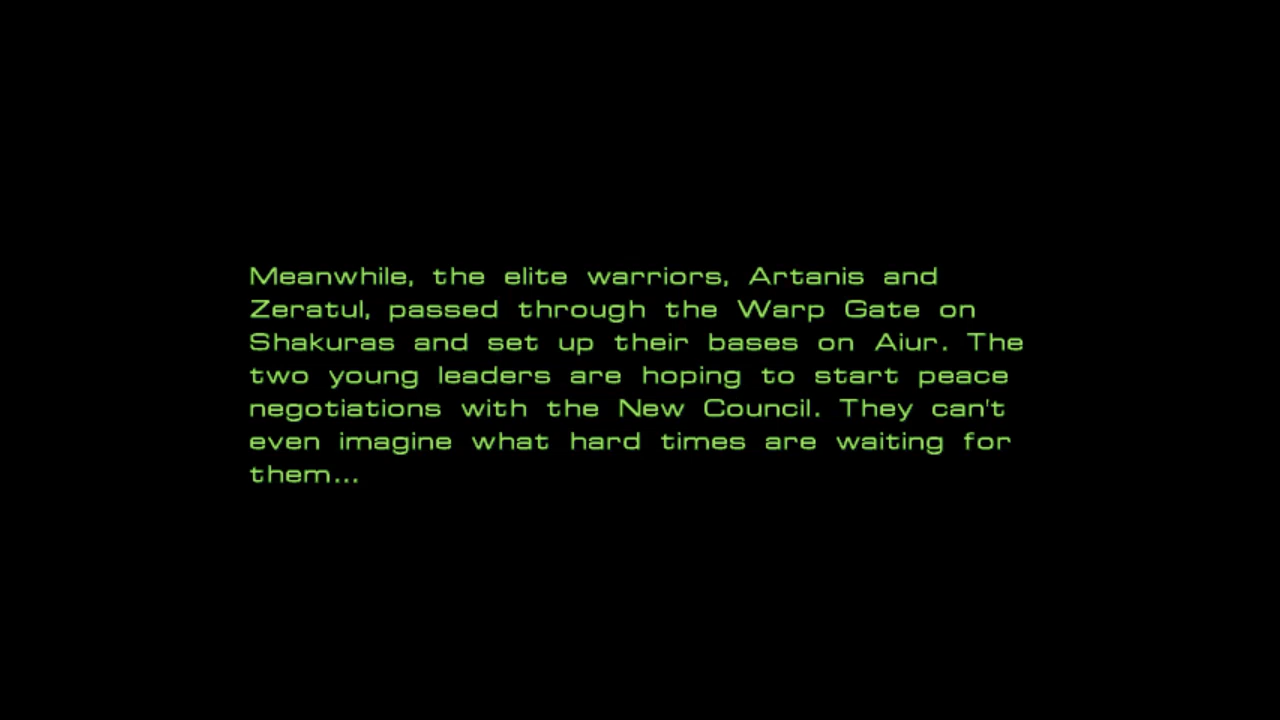 Meanwhile, the elite warriors, Artanis and
Zeratul, passed through the Warp Gate on
Shakuras and set up their bases on Aiur. The
two young leaders are hoping to start peace
negotiations with the New Council. They can't
even imagine what hard times are waiting for
them...